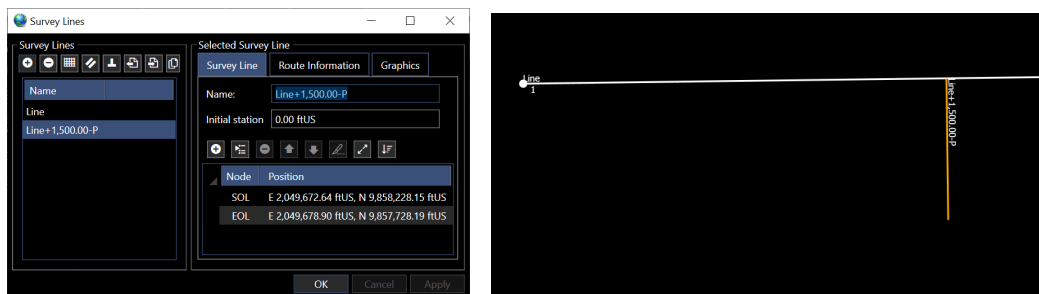 Survey Lines
Survey Lines
Name
Line
Line+1,500.00-P
Selected Survey Line
Survey Line Route Information Graphics
Name: Line+1,500.00-P
Initial station 0.00 ftUS
Node Position
SOL E 2,049,672.64 ftUS, N 9,858,228.15 ftUS
EOL E 2,049,678.90 ftUS, N 9,857,728.19 ftUS
OK Cancel Apply
Line
1
Line+1,500.00-P